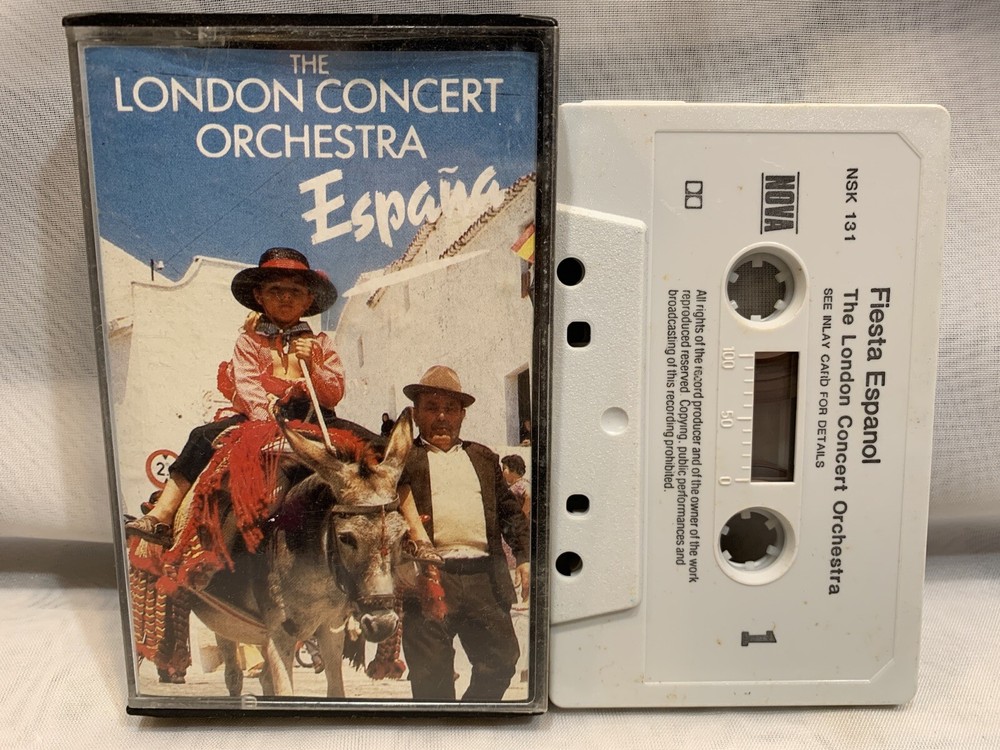 THE
LONDON CONCERT
ORCHESTRA
España
NOVA
NSK 131
Fiesta Espanol
The London Concert Orchestra
SEE INLAY CARD FOR DETAILS
100 50 0
All rights of the record producer and of the owner of the work
reproduced reserved. Copying, public performances and
broadcasting of this recording prohibited.
1